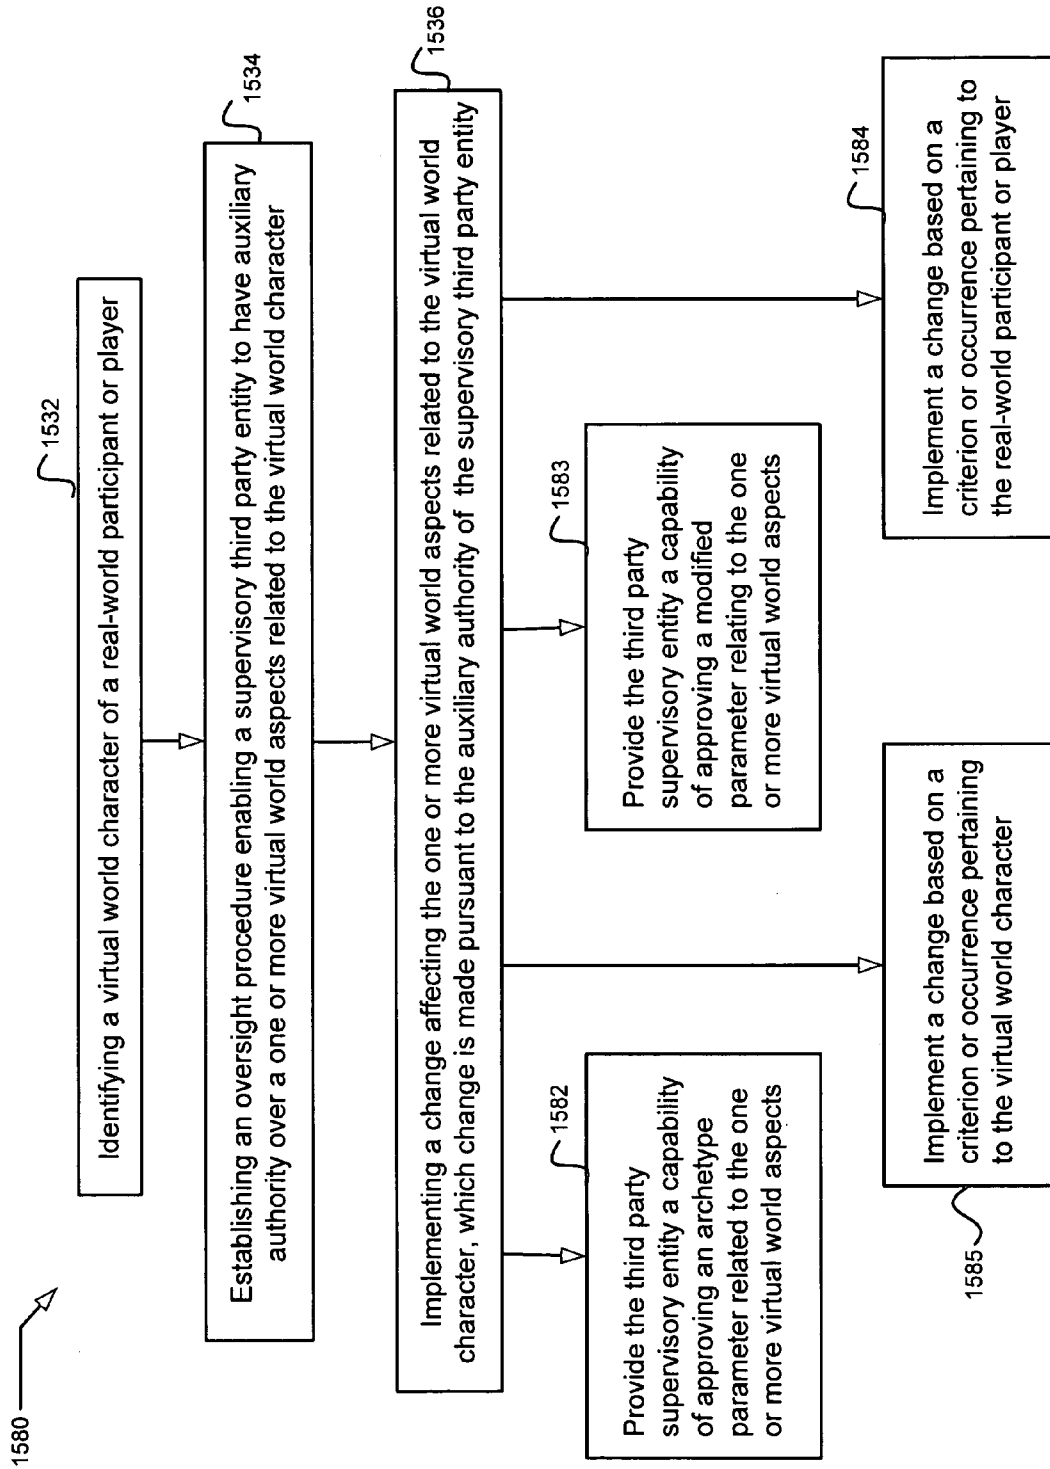 1580
1532
Identifying a virtual world character of a real-world participant or player
1534
Establishing an oversight procedure enabling a supervisory third party entity to have auxiliary
authority over a one or more virtual world aspects related to the virtual world character
1536
Implementing a change affecting the one or more virtual world aspects related to the virtual world
character, which change is made pursuant to the auxiliary authority of the supervisory third party entity
1582
Provide the third party
supervisory entity a capability
of approving an archetype
parameter related to the one
or more virtual world aspects
1583
Provide the third party
supervisory entity a capability
of approving a modified
parameter relating to the one
or more virtual world aspects
1585
Implement a change based on a
criterion or occurrence pertaining
to the virtual world character
1584
Implement a change based on a
criterion or occurrence pertaining to
the real-world participant or player